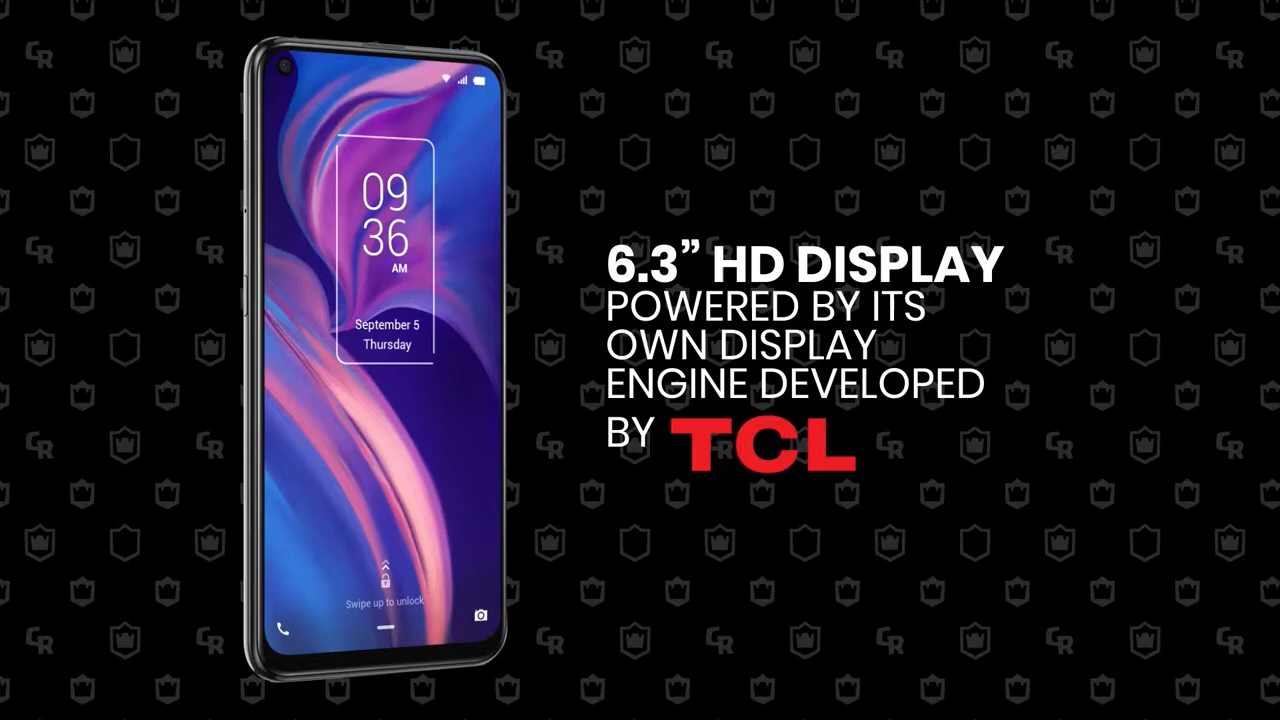 09
36
AM
September 5
Thursday
Swipe up to unlock
6.3” HD DISPLAY
POWERED BY ITS
OWN DISPLAY
ENGINE DEVELOPED
BY TCL
CR